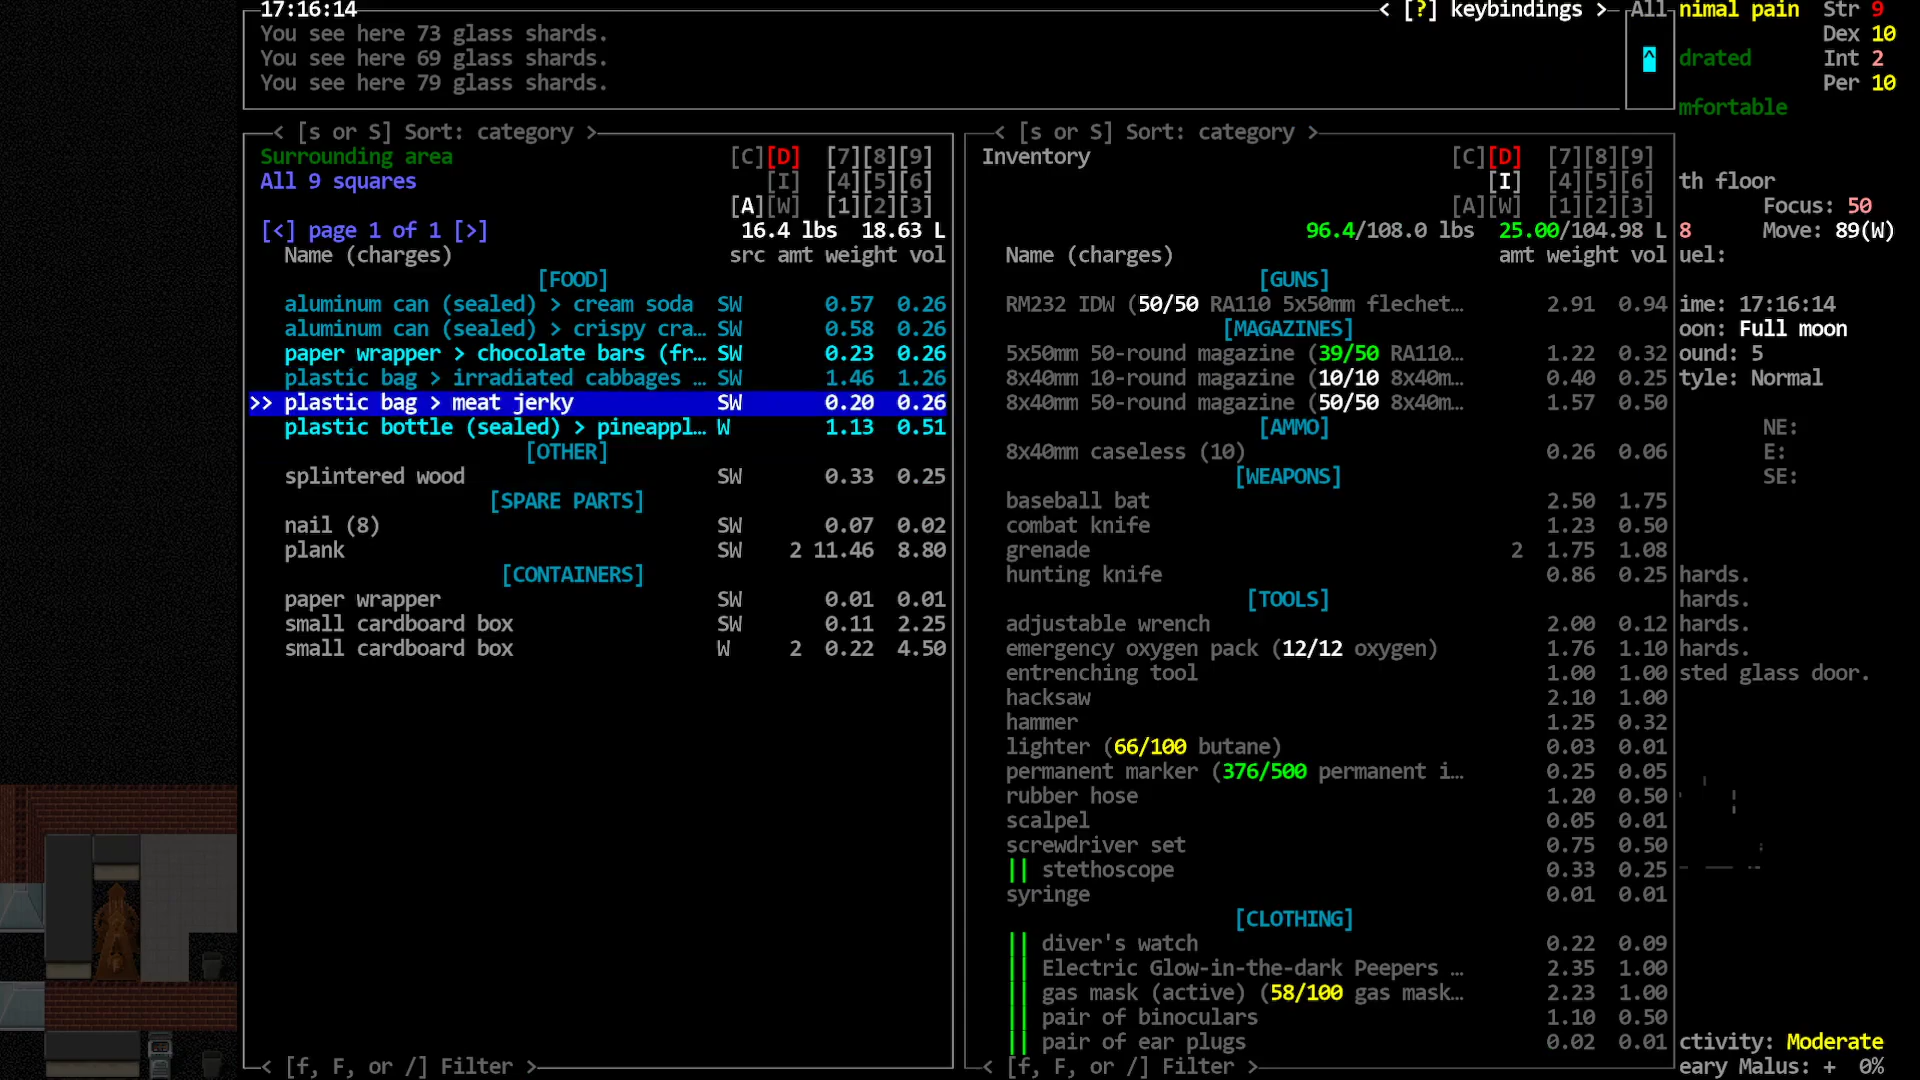 17:16:14
< [?] keybindings >
You see here 73 glass shards.
You see here 69 glass shards.
You see here 79 glass shards.
All
^
< [s or S] Sort: category >
Surrounding area
All 9 squares
[C][D] [7][8][9]
[I] [4][5][6]
[A][W] [1][2][3]
[<] page 1 of 1 [>]
16.4 lbs 18.63 L
Name (charges) src amt weight vol
[FOOD]
aluminum can (sealed) > cream soda SW 0.57 0.26
aluminum can (sealed) > crispy cra… SW 0.58 0.26
paper wrapper > chocolate bars (fr… SW 0.23 0.26
plastic bag > irradiated cabbages … SW 1.46 1.26
>> plastic bag > meat jerky SW 0.20 0.26
plastic bottle (sealed) > pineappl… W 1.13 0.51
[OTHER]
splintered wood SW 0.33 0.25
[SPARE PARTS]
nail (8) SW 0.07 0.02
plank SW 2 11.46 8.80
[CONTAINERS]
paper wrapper SW 0.01 0.01
small cardboard box SW 0.11 2.25
small cardboard box W 2 0.22 4.50
< [f, F, or /] Filter >
< [s or S] Sort: category >
Inventory
[C][D] [7][8][9]
[I] [4][5][6]
[A][W] [1][2][3]
96.4/108.0 lbs 25.00/104.98 L
Name (charges) amt weight vol
[GUNS]
RM232 IDW (50/50 RA110 5x50mm flechet… 2.91 0.94
[MAGAZINES]
5x50mm 50-round magazine (39/50 RA110… 1.22 0.32
8x40mm 10-round magazine (10/10 8x40m… 0.40 0.25
8x40mm 50-round magazine (50/50 8x40m… 1.57 0.50
[AMMO]
8x40mm caseless (10) 0.26 0.06
[WEAPONS]
baseball bat 2.50 1.75
combat knife 1.23 0.50
grenade 2 1.75 1.08
hunting knife 0.86 0.25
[TOOLS]
adjustable wrench 2.00 0.12
emergency oxygen pack (12/12 oxygen) 1.76 1.10
entrenching tool 1.00 1.00
hacksaw 2.10 1.00
hammer 1.25 0.32
lighter (66/100 butane) 0.03 0.01
permanent marker (376/500 permanent i… 0.25 0.05
rubber hose 1.20 0.50
scalpel 0.05 0.01
screwdriver set 0.75 0.50
|| stethoscope 0.33 0.25
syringe 0.01 0.01
[CLOTHING]
|| diver's watch 0.22 0.09
|| Electric Glow-in-the-dark Peepers … 2.35 1.00
|| gas mask (active) (58/100 gas mask… 2.23 1.00
|| pair of binoculars 1.10 0.50
|| pair of ear plugs 0.02 0.01
< [f, F, or /] Filter >
nimal pain Str 9
Dex 10
drated Int 2
Per 10
mfortable
th floor
Focus: 50
8 Move: 89(W)
uel:
ime: 17:16:14
oon: Full moon
ound: 5
tyle: Normal
NE:
E:
SE:
hards.
hards.
hards.
hards.
sted glass door.
ctivity: Moderate
eary Malus: + 0%